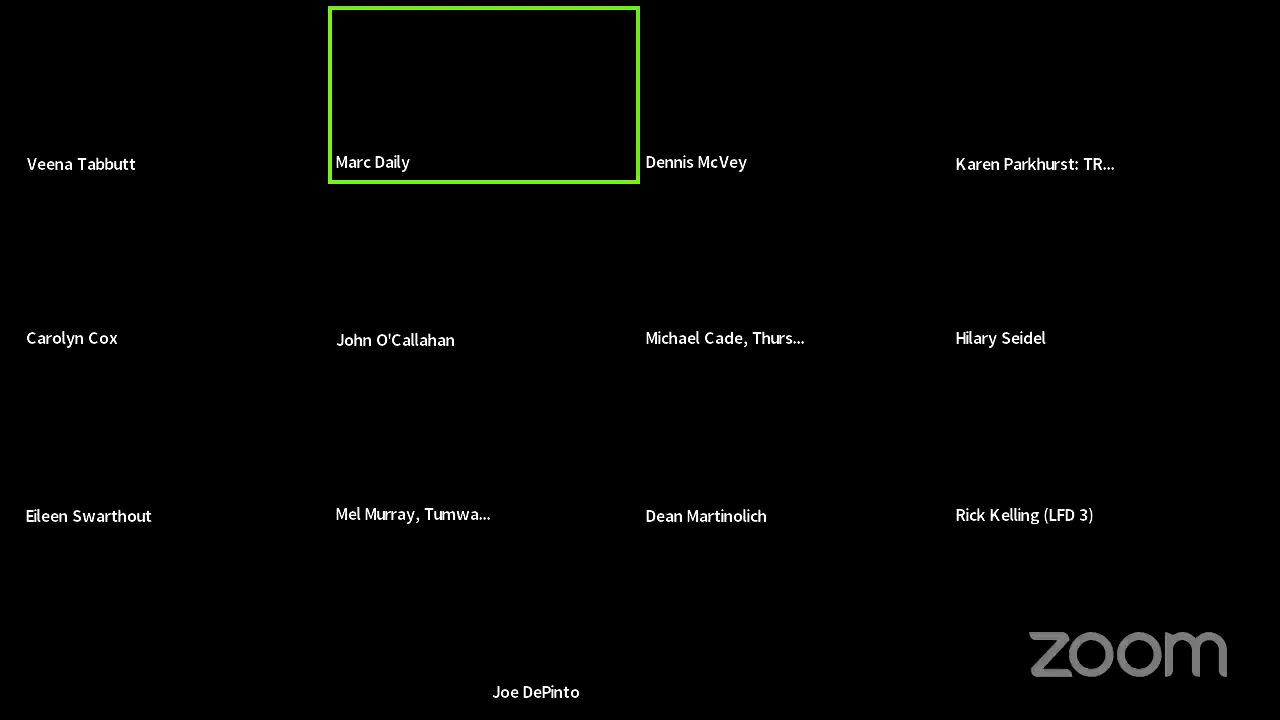 Veena Tabbutt
Marc Daily
Dennis McVey
Karen Parkhurst: TR...
Carolyn Cox
John O'Callahan
Michael Cade, Thurs...
Hilary Seidel
Eileen Swarthout
Mel Murray, Tumwa...
Dean Martinolich
Rick Kelling (LFD 3)
Joe DePinto
zoom